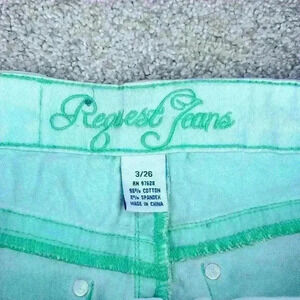 Request Jeans
3/26
RN 97628
98% COTTON
2% SPANDEX
MADE IN CHINA